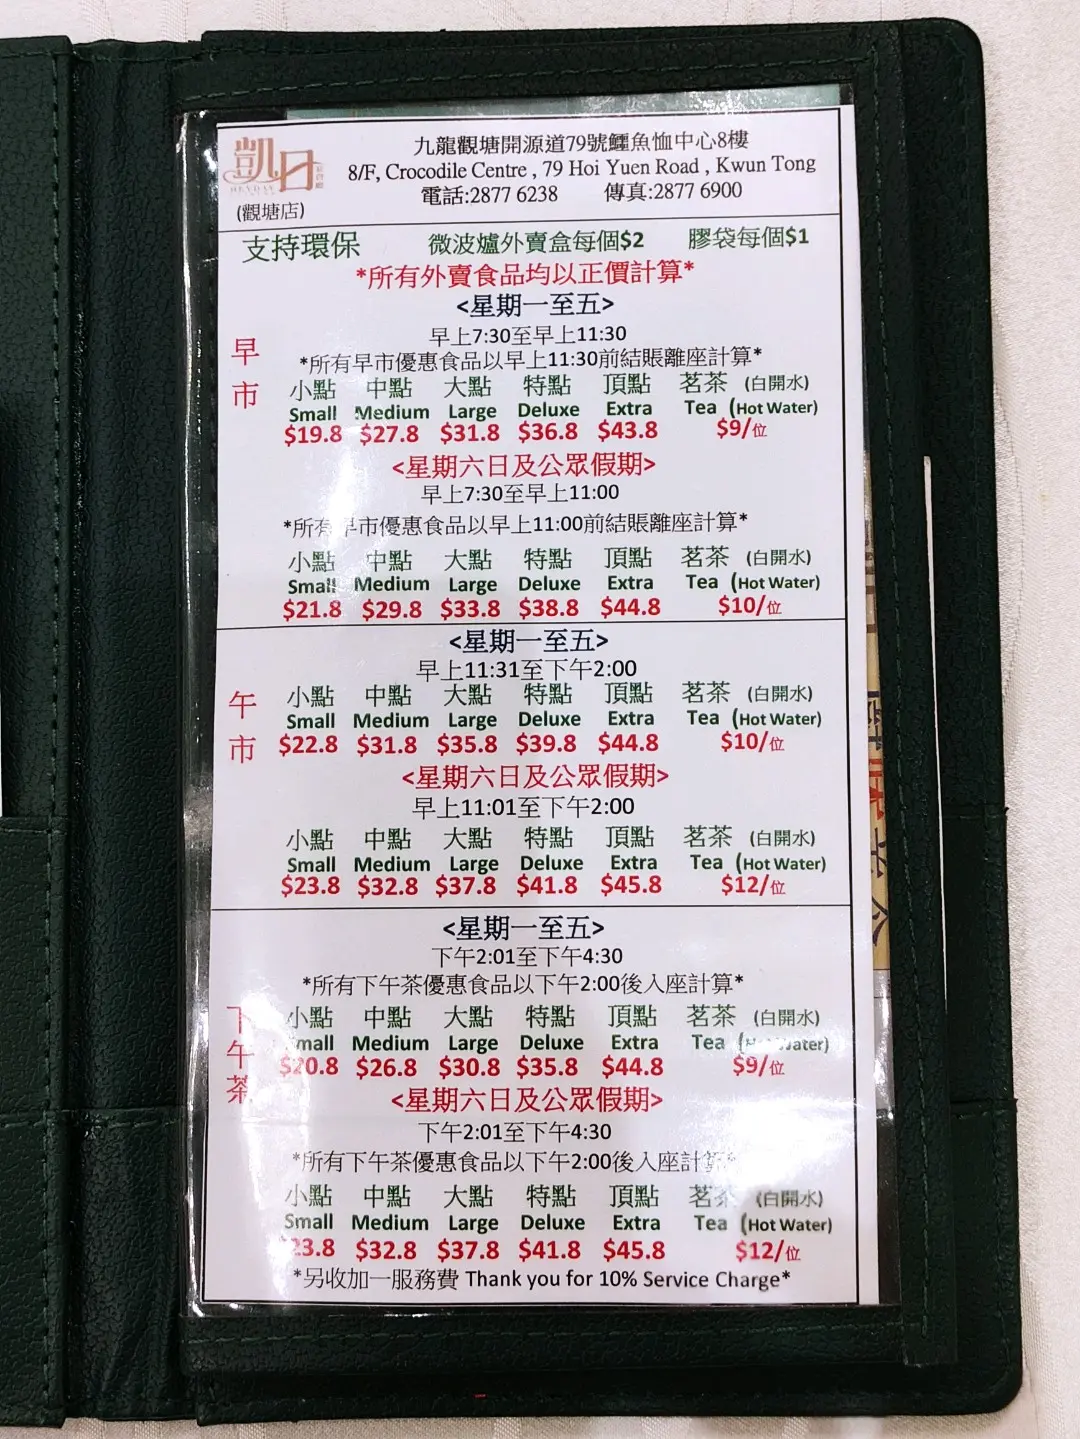 凱日
HEYDAY
(觀塘店)
九龍觀塘開源道79號鱷魚恤中心8樓
8/F, Crocodile Centre , 79 Hoi Yuen Road , Kwun Tong
電話:2877 6238 傳真:2877 6900
支持環保 微波爐外賣盒每個$2 膠袋每個$1
*所有外賣食品均以正價計算*
早市
<星期一至五>
早上7:30至早上11:30
*所有早市優惠食品以早上11:30前結賬離座計算*
小點 中點 大點 特點 頂點 茗茶 (白開水)
Small Medium Large Deluxe Extra Tea (Hot Water)
$19.8 $27.8 $31.8 $36.8 $43.8 $9/位
<星期六日及公眾假期>
早上7:30至早上11:00
*所有早市優惠食品以早上11:00前結賬離座計算*
小點 中點 大點 特點 頂點 茗茶 (白開水)
Small Medium Large Deluxe Extra Tea (Hot Water)
$21.8 $29.8 $33.8 $38.8 $44.8 $10/位
午市
<星期一至五>
早上11:31至下午2:00
小點 中點 大點 特點 頂點 茗茶 (白開水)
Small Medium Large Deluxe Extra Tea (Hot Water)
$22.8 $31.8 $35.8 $39.8 $44.8 $10/位
<星期六日及公眾假期>
早上11:01至下午2:00
小點 中點 大點 特點 頂點 茗茶 (白開水)
Small Medium Large Deluxe Extra Tea (Hot Water)
$23.8 $32.8 $37.8 $41.8 $45.8 $12/位
下午茶
<星期一至五>
下午2:01至下午4:30
*所有下午茶優惠食品以下午2:00後入座計算*
小點 中點 大點 特點 頂點 茗茶 (白開水)
Small Medium Large Deluxe Extra Tea (Hot Water)
$20.8 $26.8 $30.8 $35.8 $44.8 $9/位
<星期六日及公眾假期>
下午2:01至下午4:30
*所有下午茶優惠食品以下午2:00後入座計算*
小點 中點 大點 特點 頂點 茗茶 (白開水)
Small Medium Large Deluxe Extra Tea (Hot Water)
$23.8 $32.8 $37.8 $41.8 $45.8 $12/位
*另收加一服務費 Thank you for 10% Service Charge*